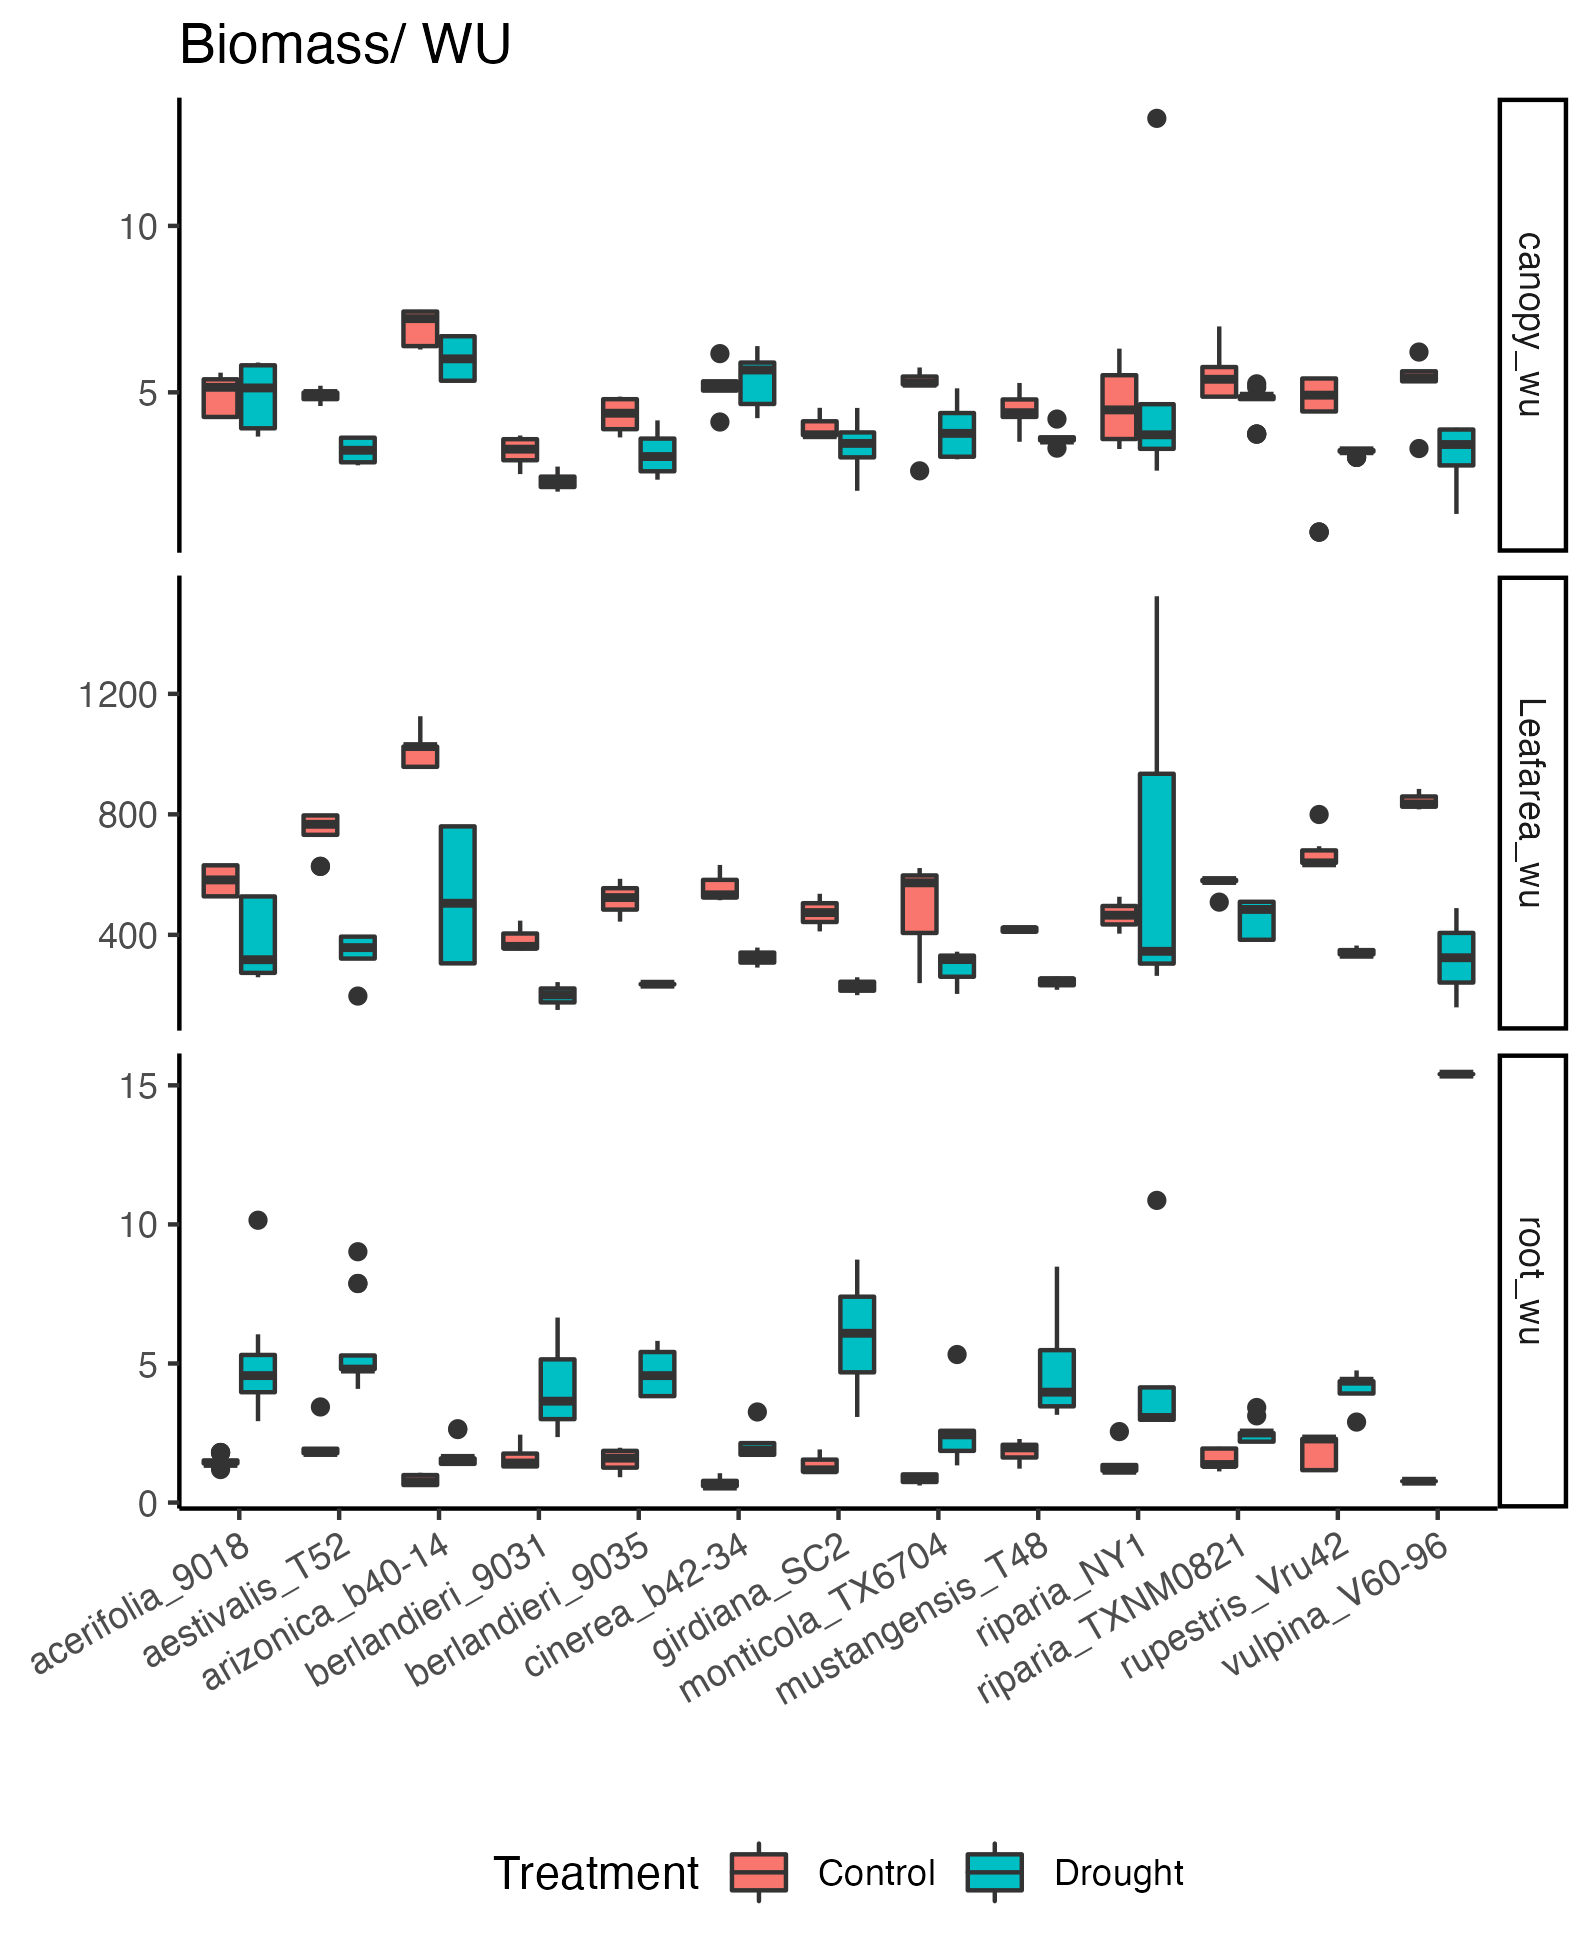 Biomass/ WU
10
5
canopy_wu
1200
800
400
Leafarea_wu
15
10
5
0
root_wu
acerifolia_9018
aestivalis_T52
arizonica_b40-14
berlandieri_9031
berlandieri_9035
cinerea_b42-34
girdiana_SC2
monticola_TX6704
mustangensis_T48
riparia_NY1
riparia_TXNM0821
rupestris_Vru42
vulpina_V60-96
Treatment Control Drought